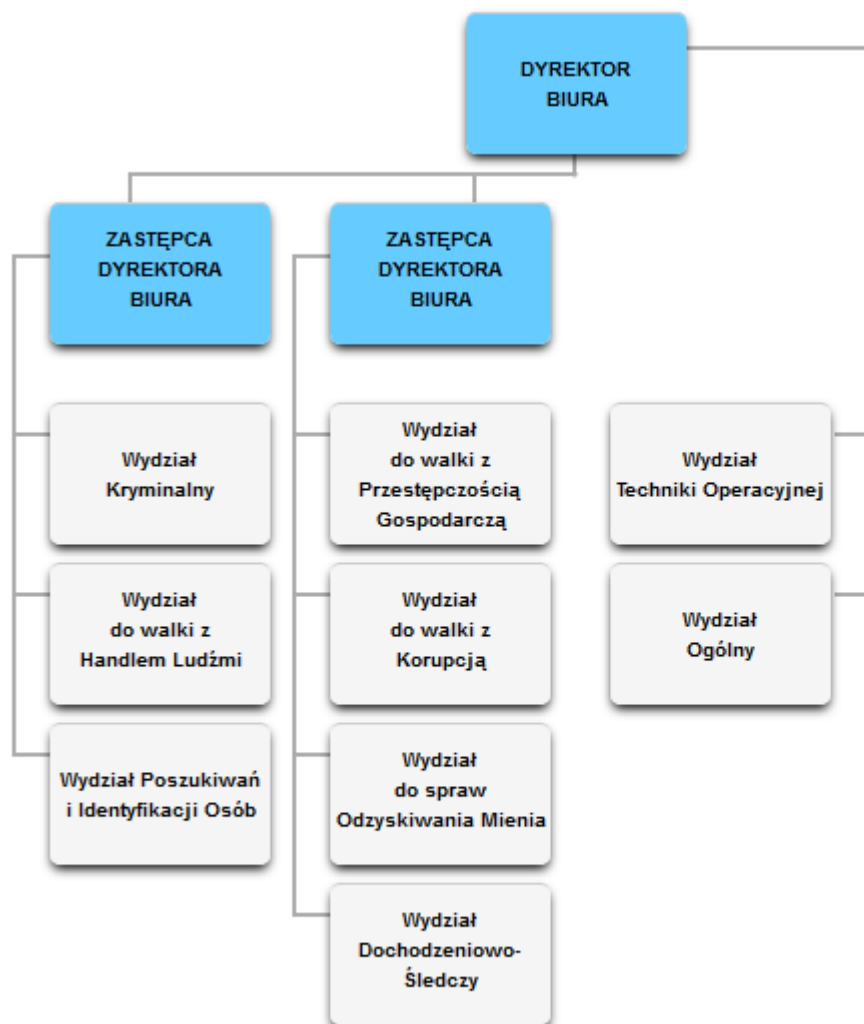 DYREKTOR
BIURA
ZASTĘPCA
DYREKTORA
BIURA
ZASTĘPCA
DYREKTORA
BIURA
Wydział
Kryminalny
Wydział
do walki z
Przestępczością
Gospodarczą
Wydział
Techniki Operacyjnej
Wydział
do walki z
Handlem Ludźmi
Wydział
do walki z
Korupcją
Wydział
Ogólny
Wydział Poszukiwań
i Identyfikacji Osób
Wydział
do spraw
Odzyskiwania Mienia
Wydział
Dochodzeniowo-
Śledczy